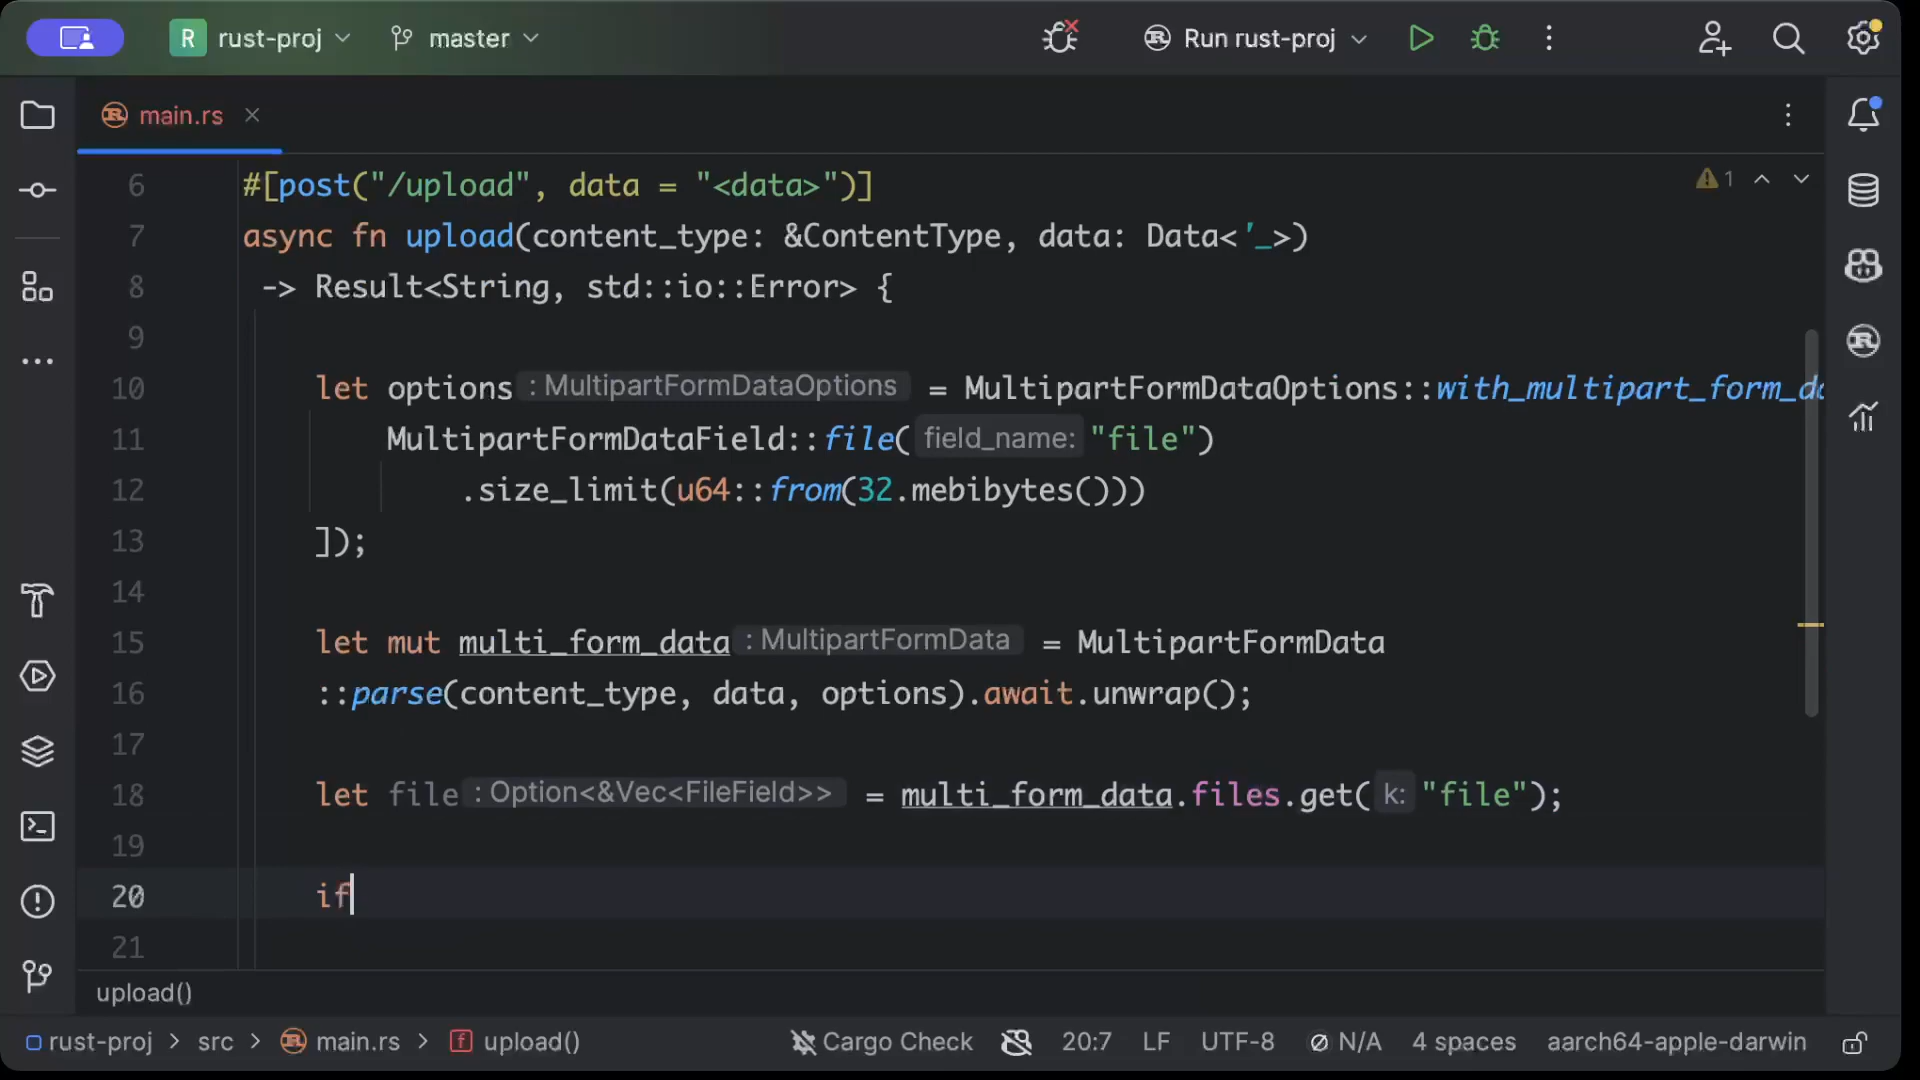 R rust-proj master Run rust-proj
main.rs
6 #[post("/upload", data = "<data>")] 1
7 async fn upload(content_type: &ContentType, data: Data<'_>)
8 -> Result<String, std::io::Error> {
9
10 let options : MultipartFormDataOptions = MultipartFormDataOptions::with_multipart_form_da
11 MultipartFormDataField::file( field_name: "file")
12 .size_limit(u64::from(32.mebibytes()))
13 ]);
14
15 let mut multi_form_data : MultipartFormData = MultipartFormData
16 ::parse(content_type, data, options).await.unwrap();
17
18 let file : Option<&Vec<FileField>> = multi_form_data.files.get( k: "file");
19
20 if
21
upload()
rust-proj > src > main.rs > f upload() Cargo Check 20:7 LF UTF-8 N/A 4 spaces aarch64-apple-darwin